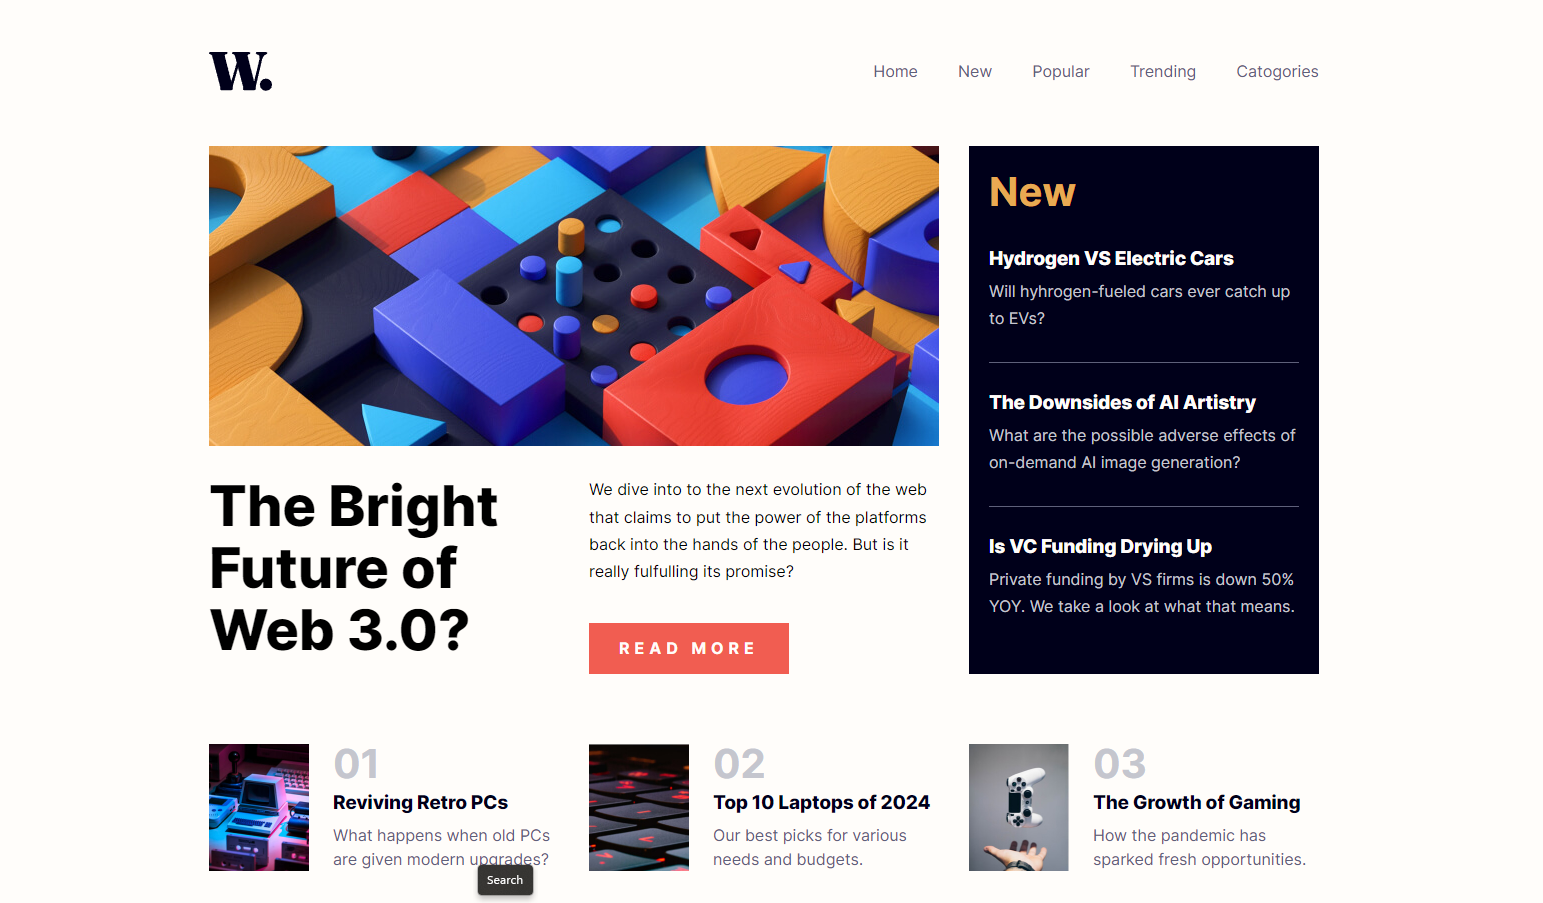 W.
Home
New
Popular
Trending
Catogories
New
Hydrogen VS Electric Cars
Will hyhrogen-fueled cars ever catch up
to EVs?
The Downsides of AI Artistry
What are the possible adverse effects of
on-demand AI image generation?
Is VC Funding Drying Up
Private funding by VS firms is down 50%
YOY. We take a look at what that means.
The Bright
Future of
Web 3.0?
We dive into to the next evolution of the web
that claims to put the power of the platforms
back into the hands of the people. But is it
really fulfulling its promise?
READ MORE
01
Reviving Retro PCs
What happens when old PCs
are given modern upgrades?
02
Top 10 Laptops of 2024
Our best picks for various
needs and budgets.
03
The Growth of Gaming
How the pandemic has
sparked fresh opportunities.
Search